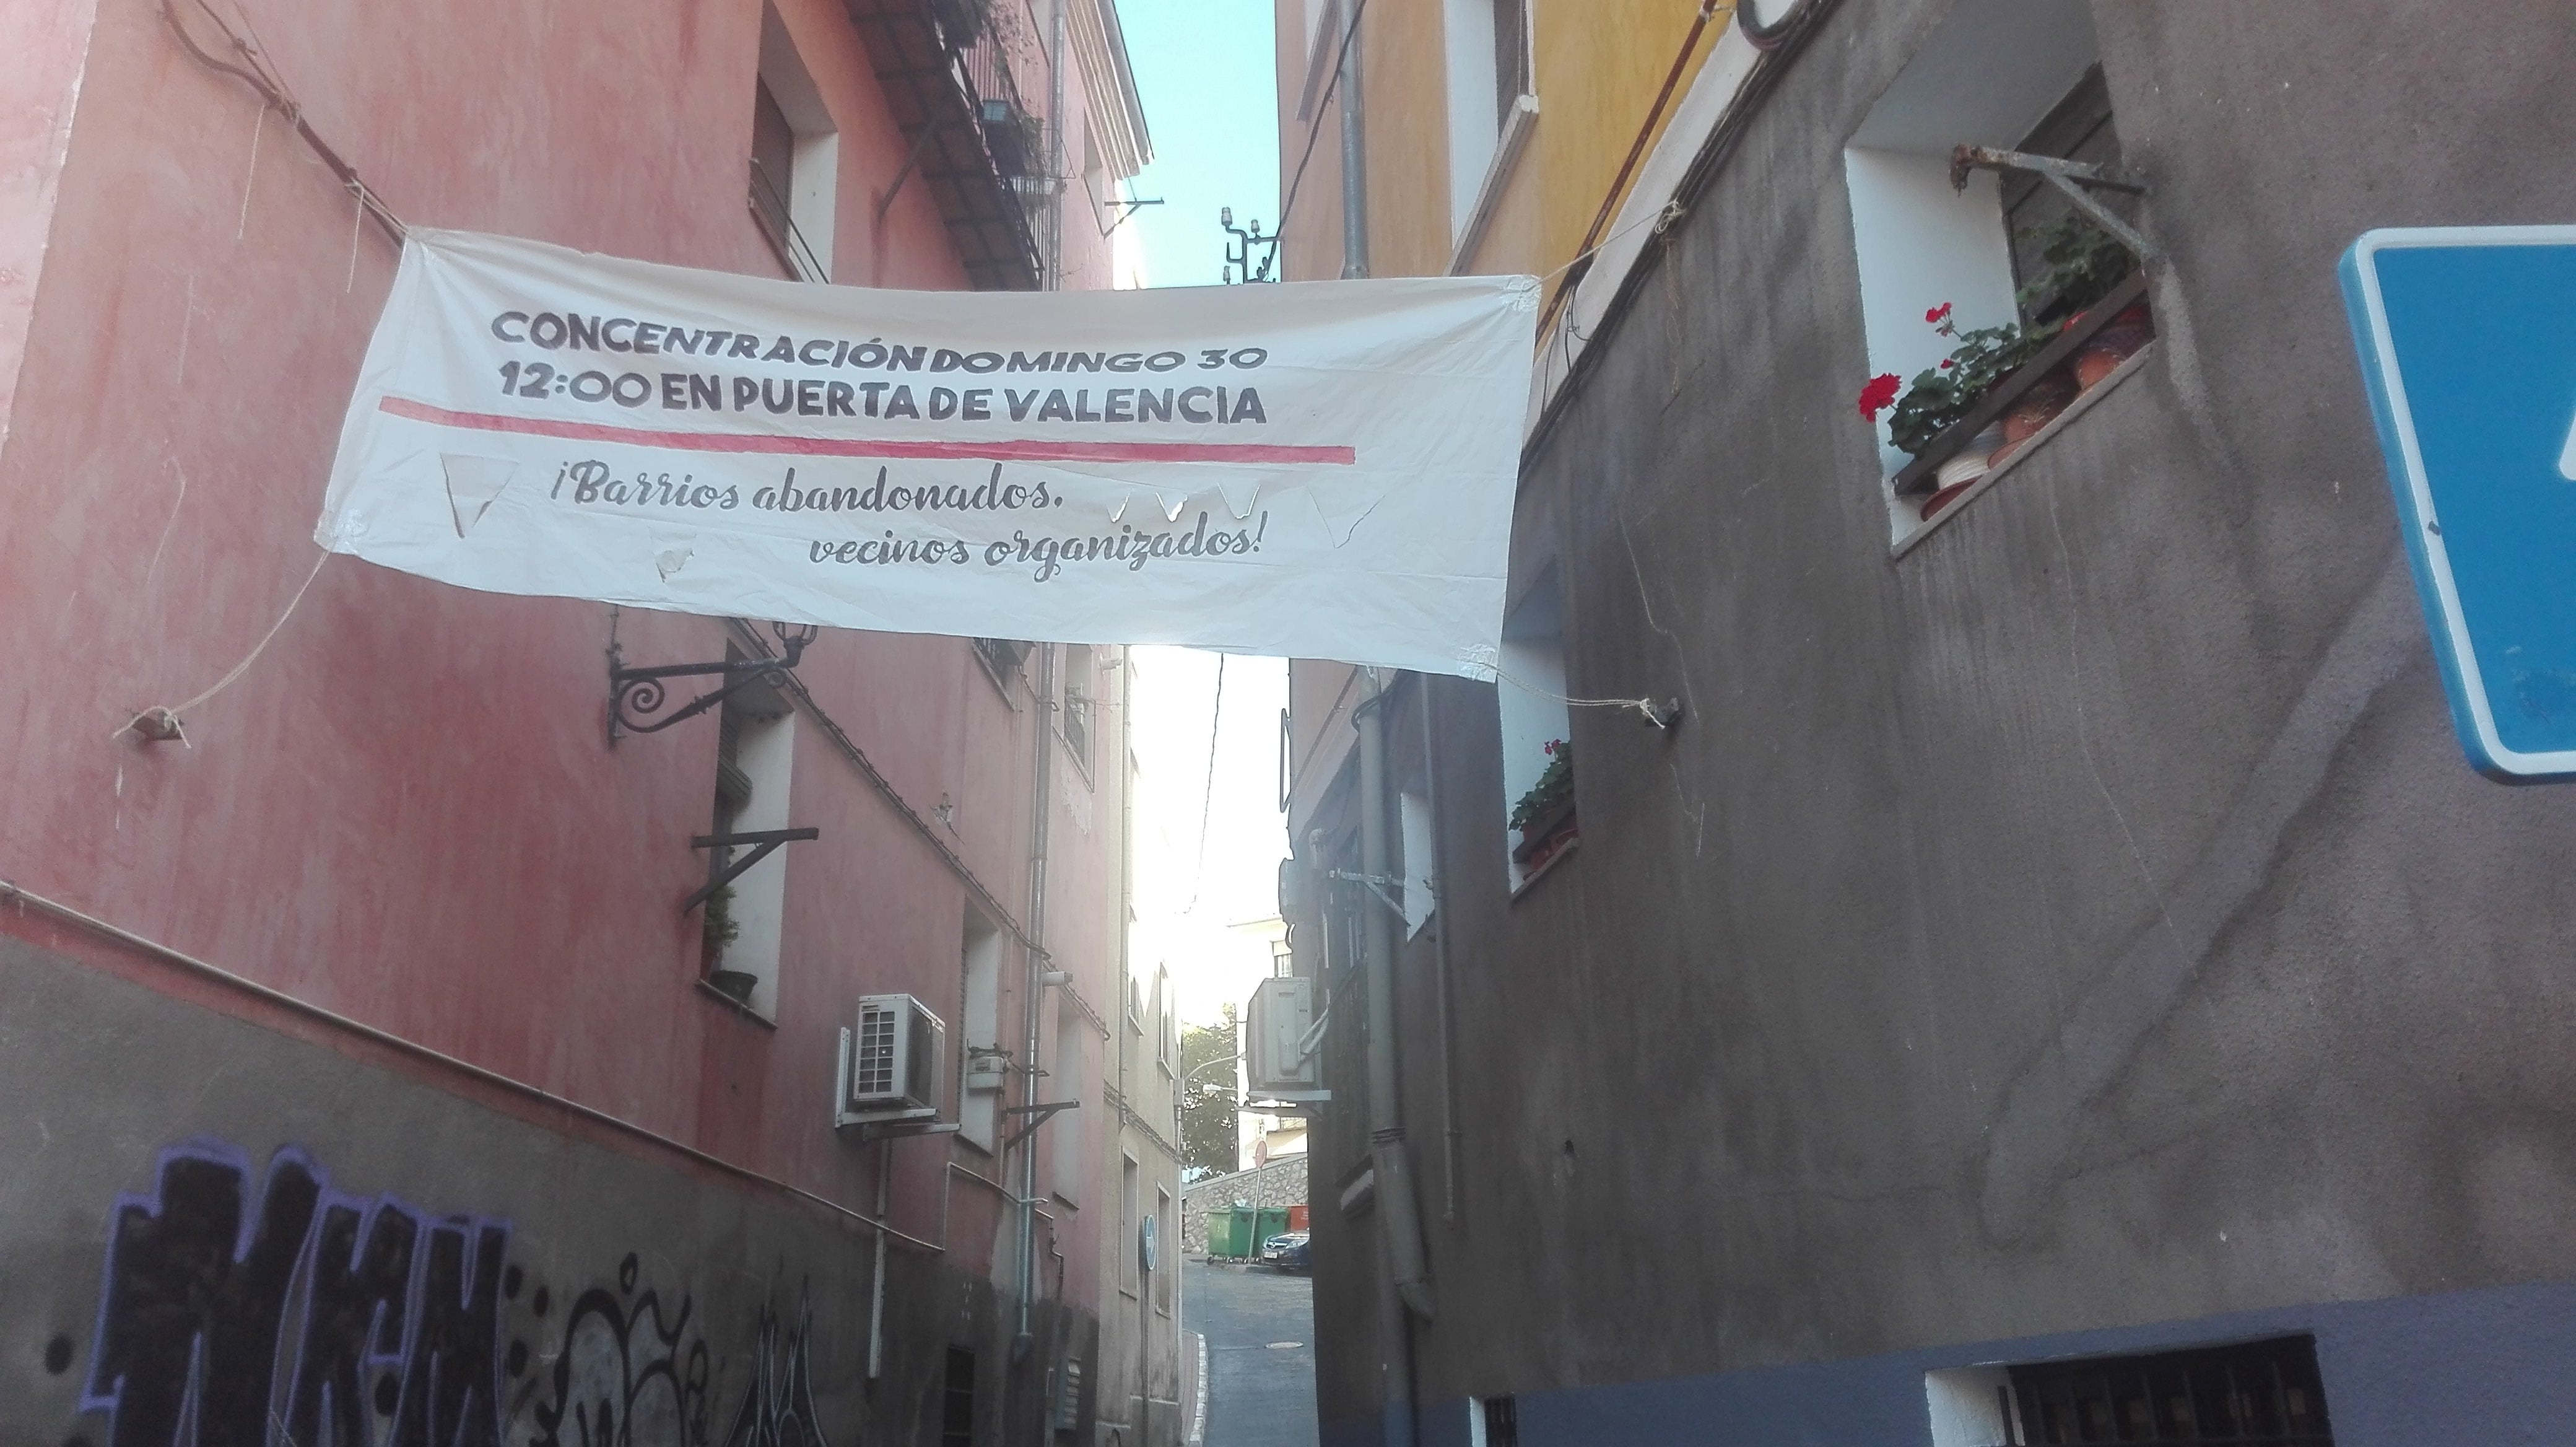 CONCENTRACIÓN DOMINGO 30
12:00 EN PUERTA DE VALENCIA
¡Barrios abandonados,
vecinos organizados!